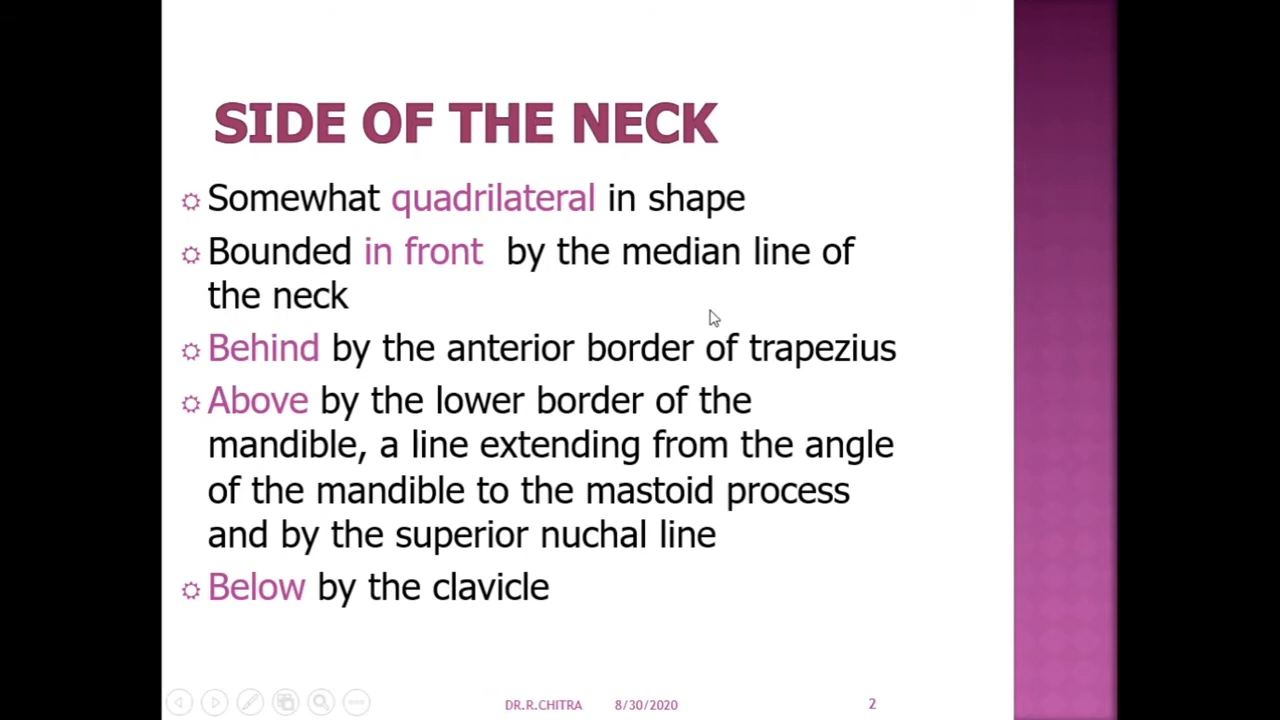 SIDE OF THE NECK
Somewhat quadrilateral in shape
Bounded in front by the median line of
the neck
Behind by the anterior border of trapezius
Above by the lower border of the
mandible, a line extending from the angle
of the mandible to the mastoid process
and by the superior nuchal line
Below by the clavicle
DR.R.CHITRA 8/30/2020 2